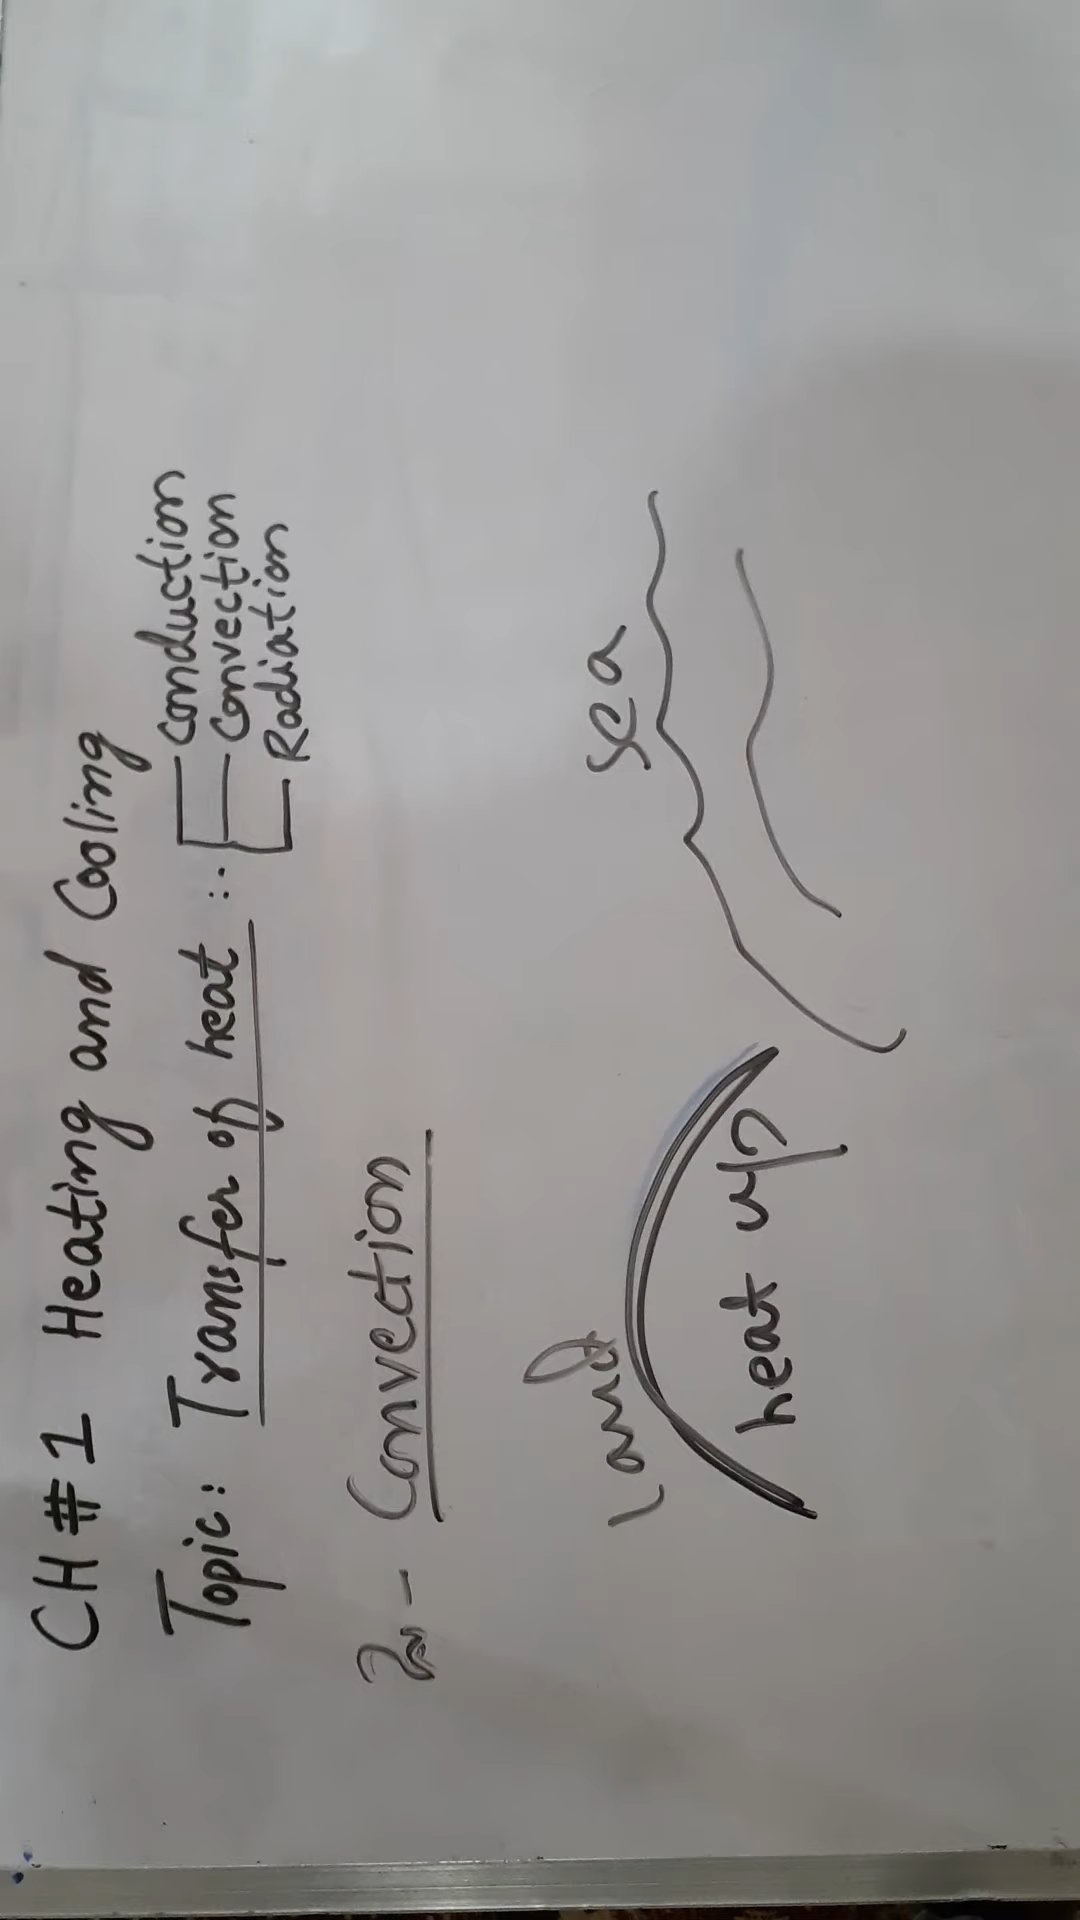 CH #1 Heating and Cooling
Topic: Transfer of heat :· Conduction
Convection
Radiation
2- Convection
land
sea
heat up